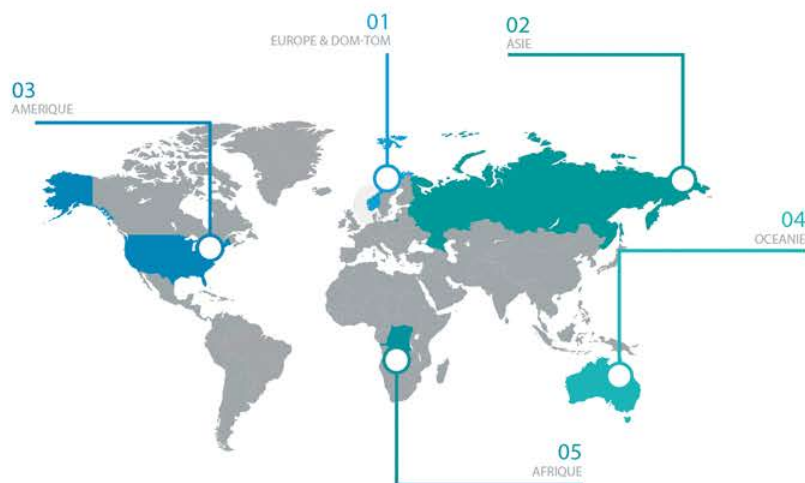 01
EUROPE & DOM-TOM
02
ASIE
03
AMERIQUE
04
OCEANIE
05
AFRIQUE